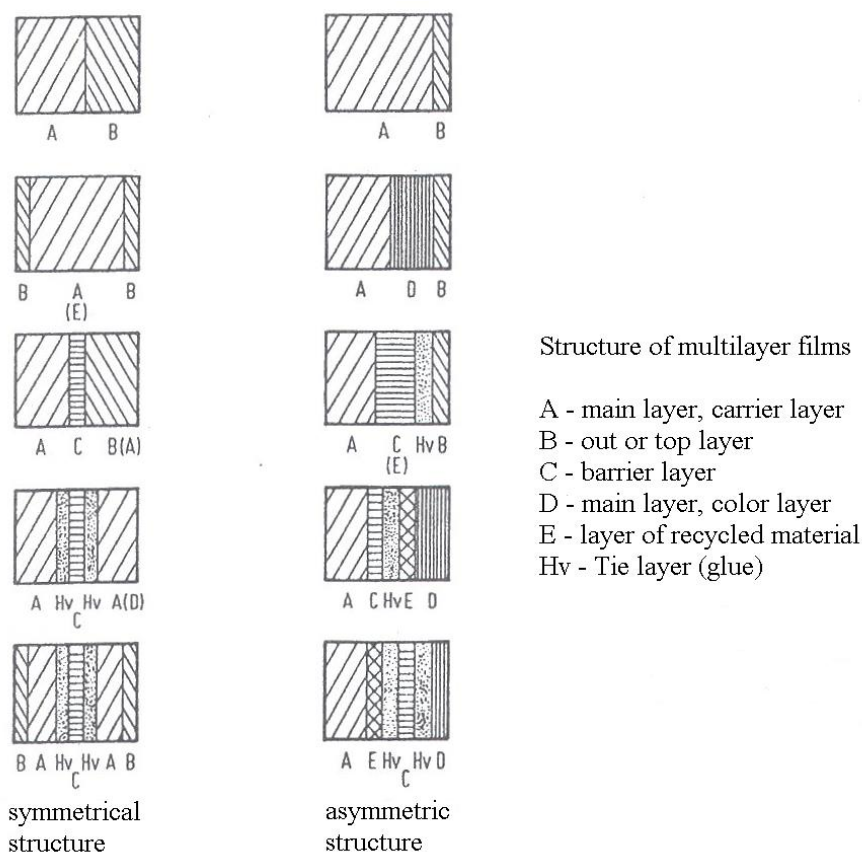 A B
A B
B A B
(E)
A D B
A C B(A)
A C Hv B
(E)
Structure of multilayer films
A - main layer, carrier layer
B - out or top layer
C - barrier layer
D - main layer, color layer
E - layer of recycled material
Hv - Tie layer (glue)
A Hv Hv A(D)
C
A C Hv E D
B A Hv Hv A B
C
A E Hv Hv D
C
symmetrical
structure
asymmetric
structure